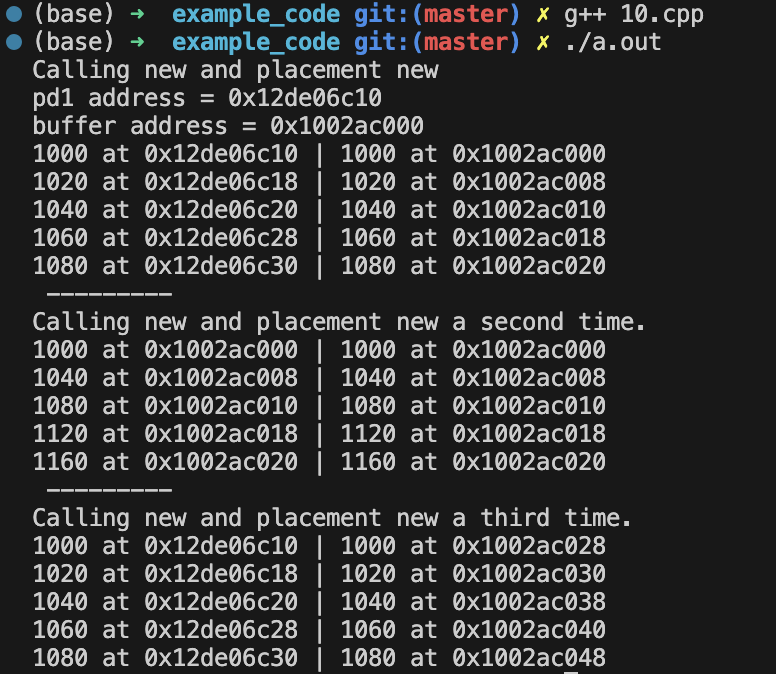 (base) ➜ example_code git:(master) ✗ g++ 10.cpp
(base) ➜ example_code git:(master) ✗ ./a.out
Calling new and placement new
pd1 address = 0x12de06c10
buffer address = 0x1002ac000
1000 at 0x12de06c10 | 1000 at 0x1002ac000
1020 at 0x12de06c18 | 1020 at 0x1002ac008
1040 at 0x12de06c20 | 1040 at 0x1002ac010
1060 at 0x12de06c28 | 1060 at 0x1002ac018
1080 at 0x12de06c30 | 1080 at 0x1002ac020
_________
Calling new and placement new a second time.
1000 at 0x1002ac000 | 1000 at 0x1002ac000
1040 at 0x1002ac008 | 1040 at 0x1002ac008
1080 at 0x1002ac010 | 1080 at 0x1002ac010
1120 at 0x1002ac018 | 1120 at 0x1002ac018
1160 at 0x1002ac020 | 1160 at 0x1002ac020
_________
Calling new and placement new a third time.
1000 at 0x12de06c10 | 1000 at 0x1002ac028
1020 at 0x12de06c18 | 1020 at 0x1002ac030
1040 at 0x12de06c20 | 1040 at 0x1002ac038
1060 at 0x12de06c28 | 1060 at 0x1002ac040
1080 at 0x12de06c30 | 1080 at 0x1002ac048